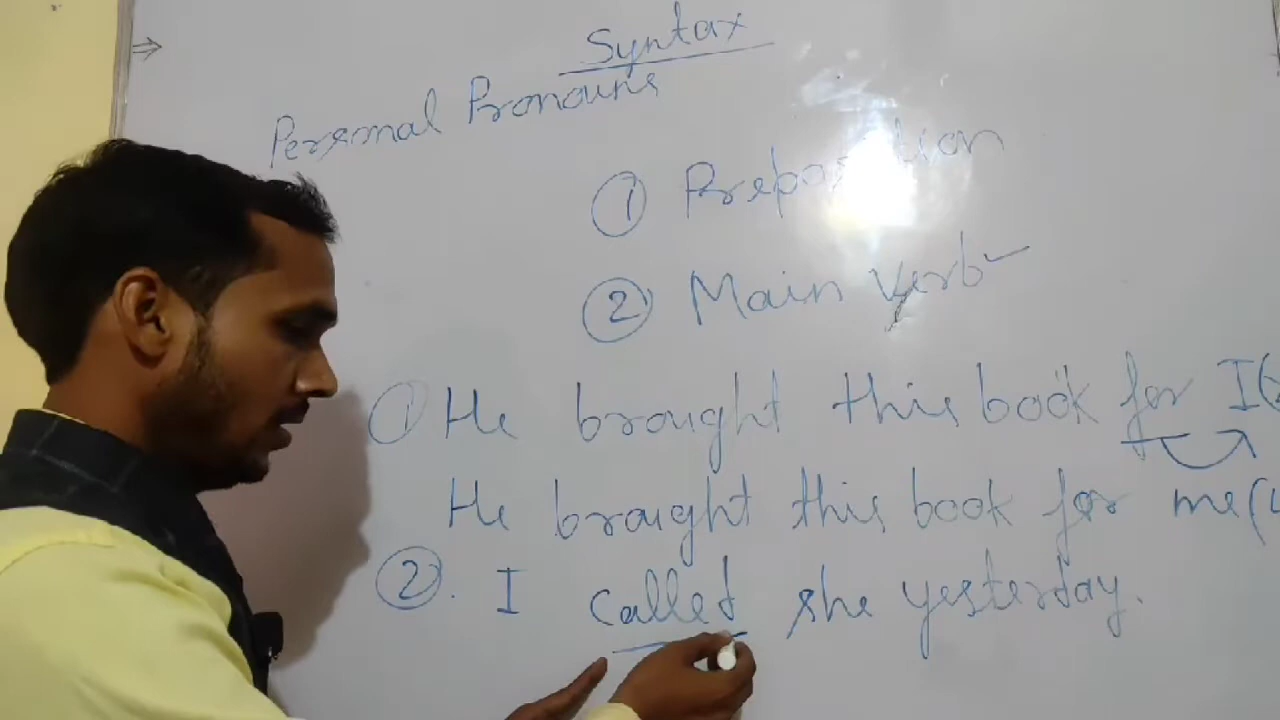 ⇒ Syntax
Personal Pronouns
① Preposition
② Main verb
① He brought this book for I(
He brought this book for me(
②. I called she yesterday.